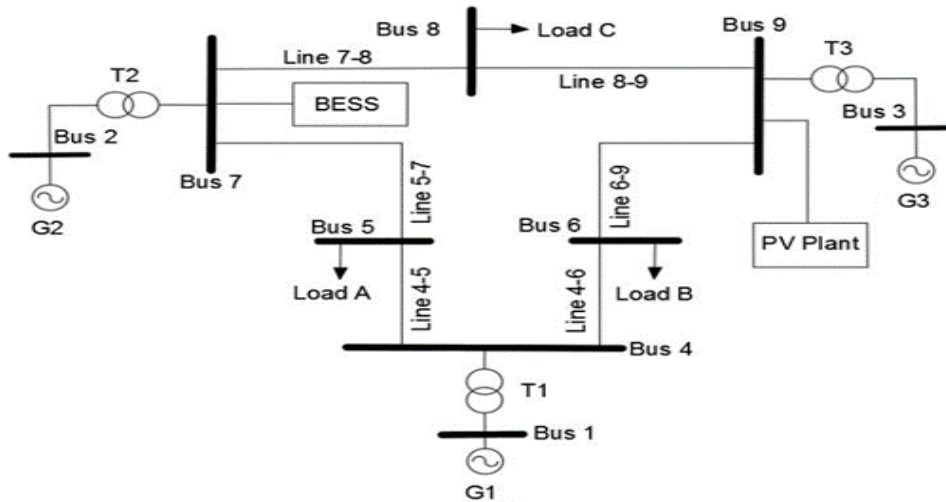 Bus 9
Bus 8
Load C
T3
Line 7-8
Line 8-9
T2
BESS
Bus 3
Bus 2
Bus 7
Line 5-7
Line 6-9
G3
G2
Bus 5
Bus 6
PV Plant
Load A
Load B
Line 4-5
Line 4-6
Bus 4
T1
Bus 1
G1